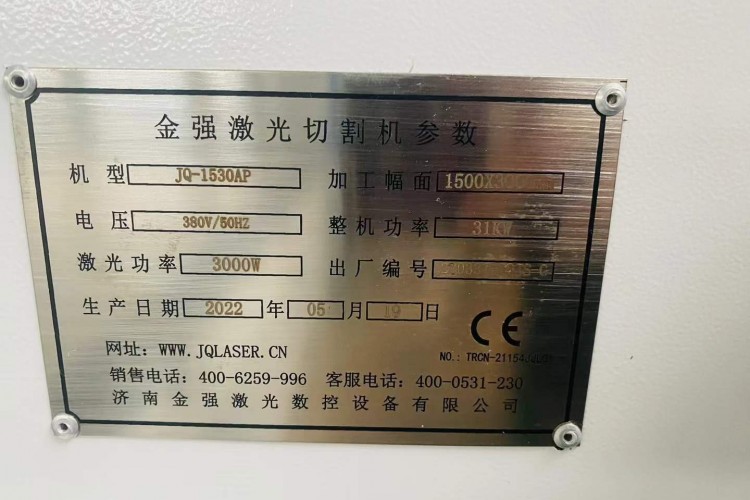 金强激光切割机参数
机型 JQ-1530AP 加工幅面
电压 380V/50HZ 整机功率 31KW
激光功率 3000W 出厂编号
生产日期 2022 年 05 月 19 日
CE
网址: WWW.JQLASER.CN NO.:
销售电话: 400-6259-996 客服电话: 400-0531-230
济南金强激光数控设备有限公司